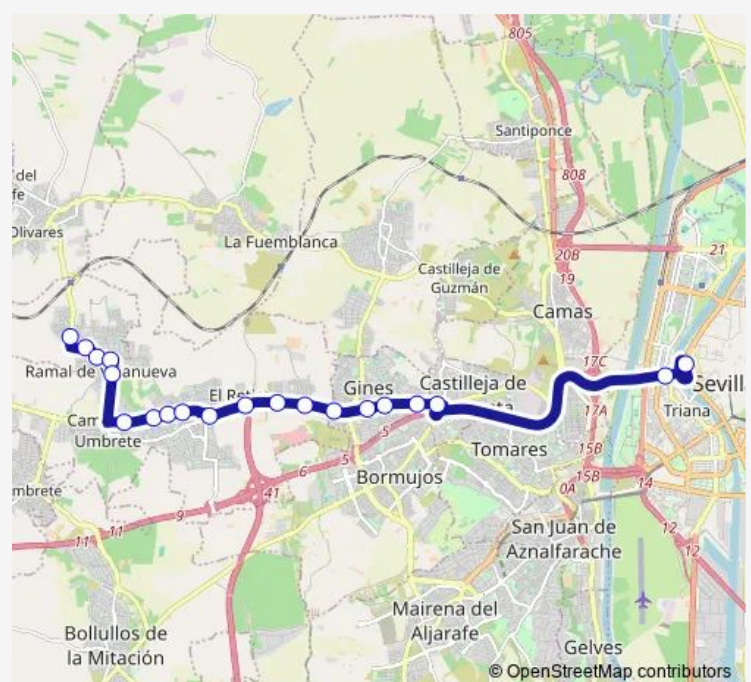 805
Santiponce
del
fe
808
Olivares
La Fuemblanca
20B
21
19
Castilleja de
Guzmán
Camas
17C
Ramal de
anueva
Gines
Castilleja de
Sevill
El Re
17A
Triana
Cam
Umbrete
5
Tomares
15B
5
6
Bormujos
0A
15B
14
mbrete
41
9
11
11
12
San Juan de
Aznalfarache
12
Mairena del
Aljarafe
Bollullos de
la Mitación
Gelves
© OpenStreetMap contributors